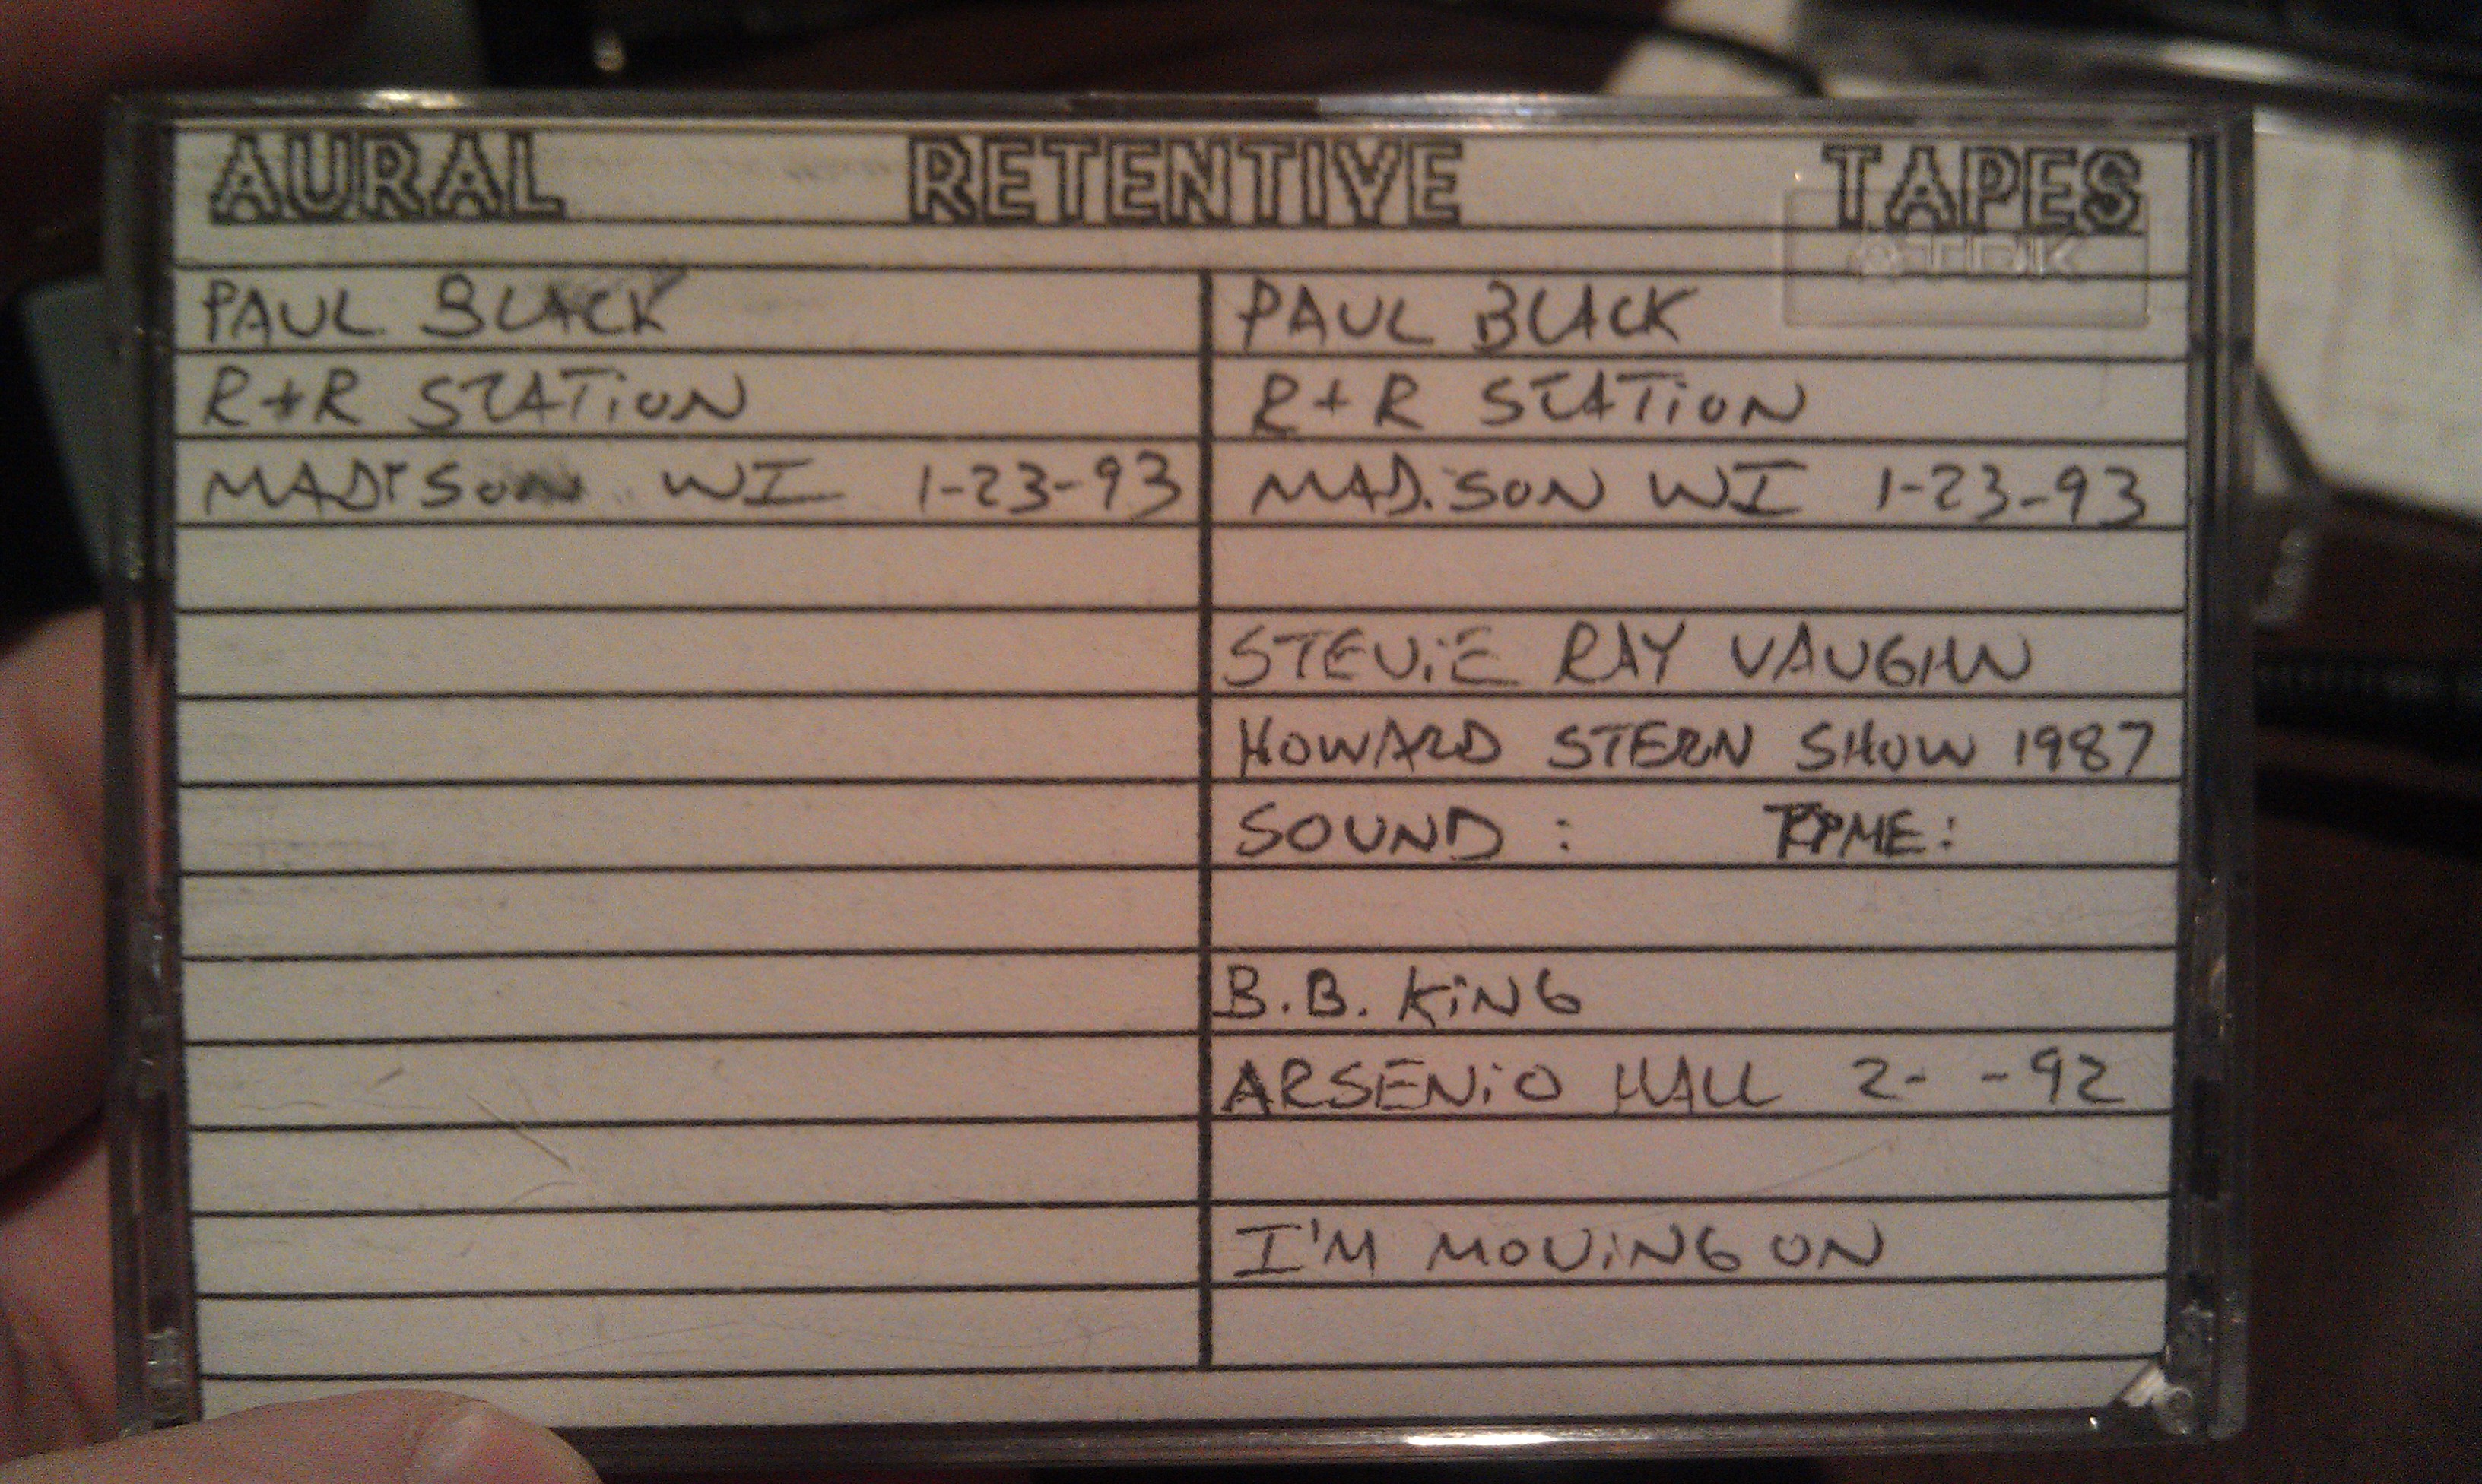 AURAL RETENTIVE TAPES
TDK
PAUL BLACK
R+R STATION
MADISON WI 1-23-93
PAUL BLACK
R+R STATION
MADISON WI 1-23-93
STEVIE RAY VAUGHN
HOWARD STERN SHOW 1987
SOUND :
B.B. KING
ARSENIO HALL 2- -92
I'M MOVING ON